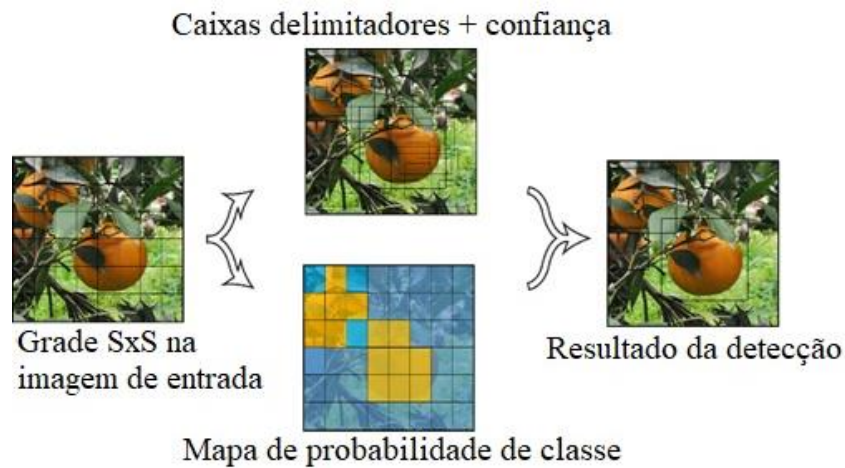 Caixas delimitadores + confiança
Grade SxS na
imagem de entrada
Resultado da detecção
Mapa de probabilidade de classe